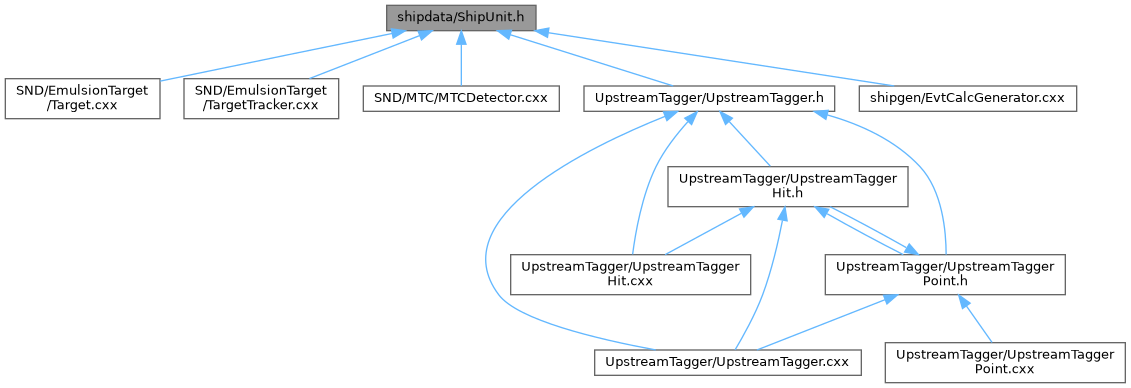 shipdata/ShipUnit.h
SND/EmulsionTarget
/Target.cxx
SND/EmulsionTarget
/TargetTracker.cxx
SND/MTC/MTCDetector.cxx
UpstreamTagger/UpstreamTagger.h
shipgen/EvtCalcGenerator.cxx
UpstreamTagger/UpstreamTagger
Hit.h
UpstreamTagger/UpstreamTagger
Hit.cxx
UpstreamTagger/UpstreamTagger
Point.h
UpstreamTagger/UpstreamTagger.cxx
UpstreamTagger/UpstreamTagger
Point.cxx